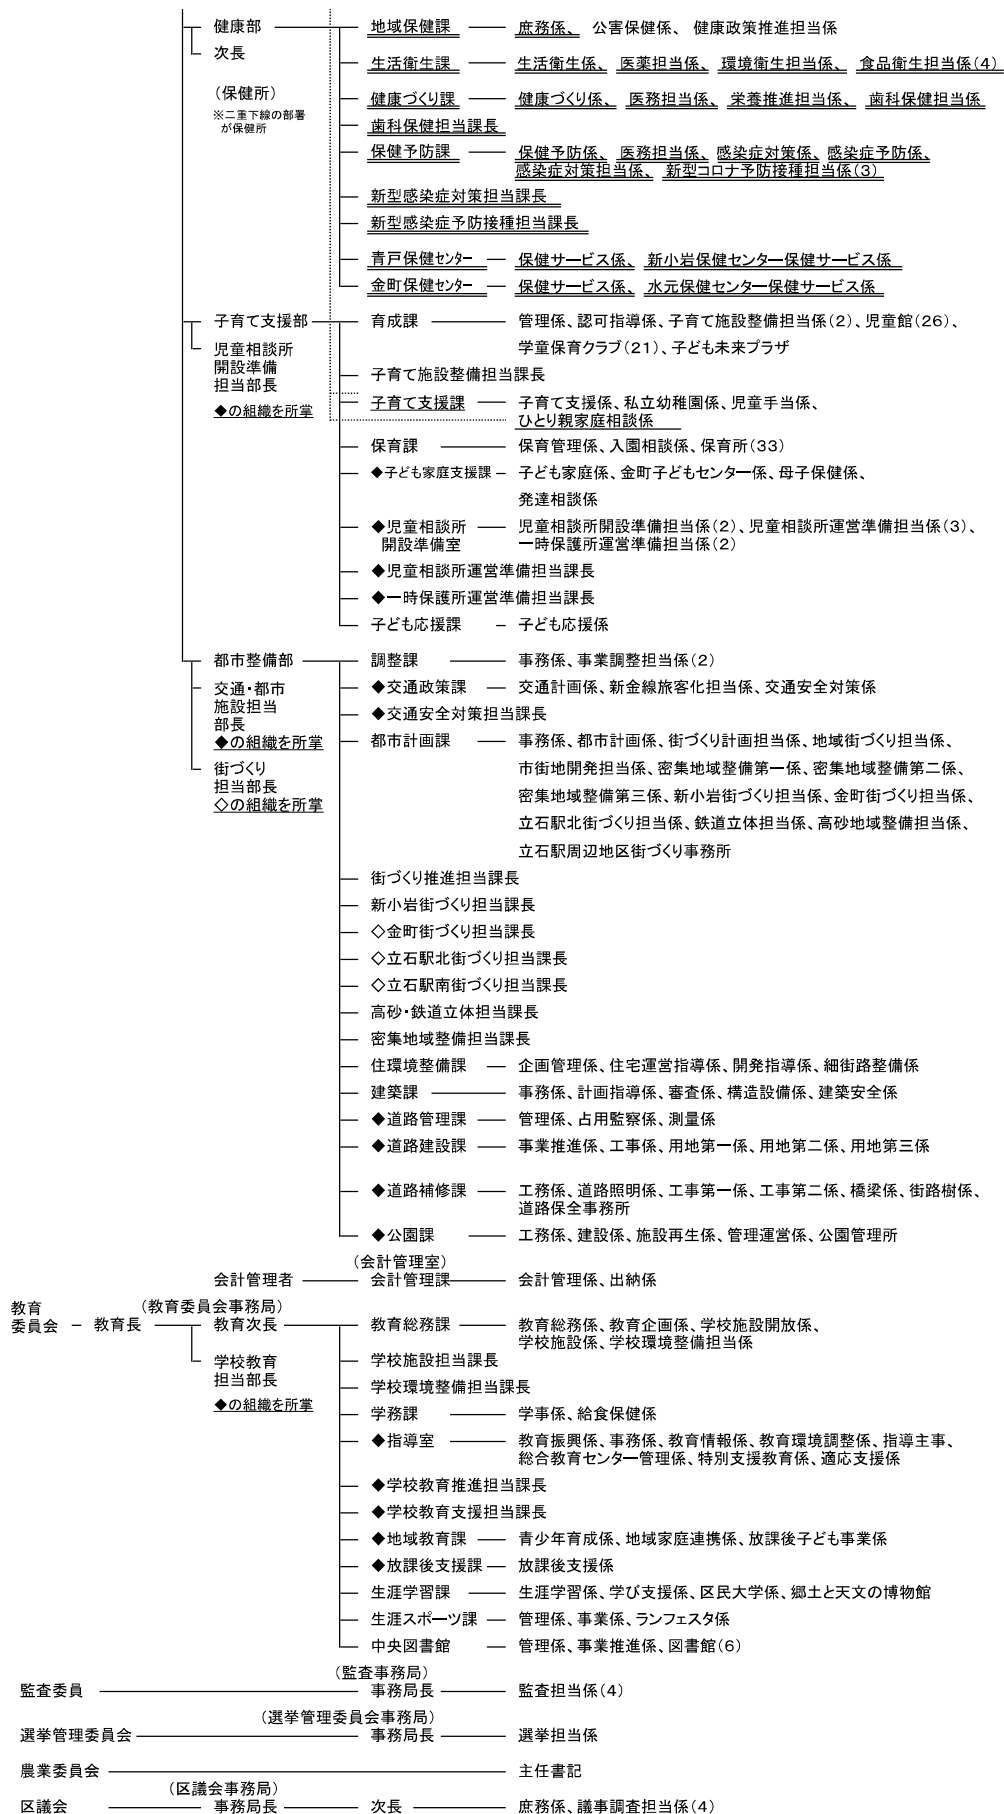 健康部 地域保健課 庶務係、 公害保健係、 健康政策推進担当係
次長
生活衛生課 生活衛生係、 医薬担当係、 環境衛生担当係、 食品衛生担当係(4)
(保健所)
※二重下線の部署
が保健所
健康づくり課 健康づくり係、 医務担当係、 栄養推進担当係、 歯科保健担当係
歯科保健担当課長
保健予防課 保健予防係、 医務担当係、 感染症対策係、 感染症予防係、
感染症対策担当係、 新型コロナ予防接種担当係(3)
新型感染症対策担当課長
新型感染症予防接種担当課長
青戸保健センター 保健サービス係、 新小岩保健センター保健サービス係
金町保健センター 保健サービス係、 水元保健センター保健サービス係
子育て支援部 育成課 管理係、認可指導係、子育て施設整備担当係(2)、児童館(26)、
学童保育クラブ(21)、子ども未来プラザ
児童相談所
開設準備
担当部長
◆の組織を所掌
子育て施設整備担当課長
子育て支援課 子育て支援係、私立幼稚園係、児童手当係、
ひとり親家庭相談係
保育課 保育管理係、入園相談係、保育所(33)
◆子ども家庭支援課 子ども家庭係、金町子どもセンター係、母子保健係、
発達相談係
◆児童相談所 児童相談所開設準備担当係(2)、児童相談所運営準備担当係(3)、
開設準備室 一時保護所運営準備担当係(2)
◆児童相談所運営準備担当課長
◆一時保護所運営準備担当課長
子ども応援課 子ども応援係
都市整備部 調整課 事務係、事業調整担当係(2)
交通・都市
施設担当
部長
◆の組織を所掌
街づくり
担当部長
◇の組織を所掌
◆交通政策課 交通計画係、新金線旅客化担当係、交通安全対策係
◆交通安全対策担当課長
都市計画課 事務係、都市計画係、街づくり計画担当係、地域街づくり担当係、
市街地開発担当係、密集地域整備第一係、密集地域整備第二係、
密集地域整備第三係、新小岩街づくり担当係、金町街づくり担当係、
立石駅北街づくり担当係、鉄道立体担当係、高砂地域整備担当係、
立石駅周辺地区街づくり事務所
街づくり推進担当課長
新小岩街づくり担当課長
◇金町街づくり担当課長
◇立石駅北街づくり担当課長
◇立石駅南街づくり担当課長
高砂・鉄道立体担当課長
密集地域整備担当課長
住環境整備課 企画管理係、住宅運営指導係、開発指導係、細街路整備係
建築課 事務係、計画指導係、審査係、構造設備係、建築安全係
◆道路管理課 管理係、占用監察係、測量係
◆道路建設課 事業推進係、工事係、用地第一係、用地第二係、用地第三係
◆道路補修課 工務係、道路照明係、工事第一係、工事第二係、橋梁係、街路樹係、
道路保全事務所
◆公園課 工務係、建設係、施設再生係、管理運営係、公園管理所
(会計管理室)
会計管理者 会計管理課 会計管理係、出納係
(教育委員会事務局)
教育
委員会 教育長 教育次長 教育総務課 教育総務係、教育企画係、学校施設開放係、
学校施設係、学校環境整備担当係
学校教育
担当部長
◆の組織を所掌
学校施設担当課長
学校環境整備担当課長
学務課 学事係、給食保健係
◆指導室 教育振興係、事務係、教育情報係、教育環境調整係、指導主事、
総合教育センター管理係、特別支援教育係、適応支援係
◆学校教育推進担当課長
◆学校教育支援担当課長
◆地域教育課 青少年育成係、地域家庭連携係、放課後子ども事業係
◆放課後支援課 放課後支援係
生涯学習課 生涯学習係、学び支援係、区民大学係、郷土と天文の博物館
生涯スポーツ課 管理係、事業係、ランフェスタ係
中央図書館 管理係、事業推進係、図書館(6)
(監査事務局)
監査委員 事務局長 監査担当係(4)
(選挙管理委員会事務局)
選挙管理委員会 事務局長 選挙担当係
農業委員会 主任書記
(区議会事務局)
区議会 事務局長 次長 庶務係、議事調査担当係(4)